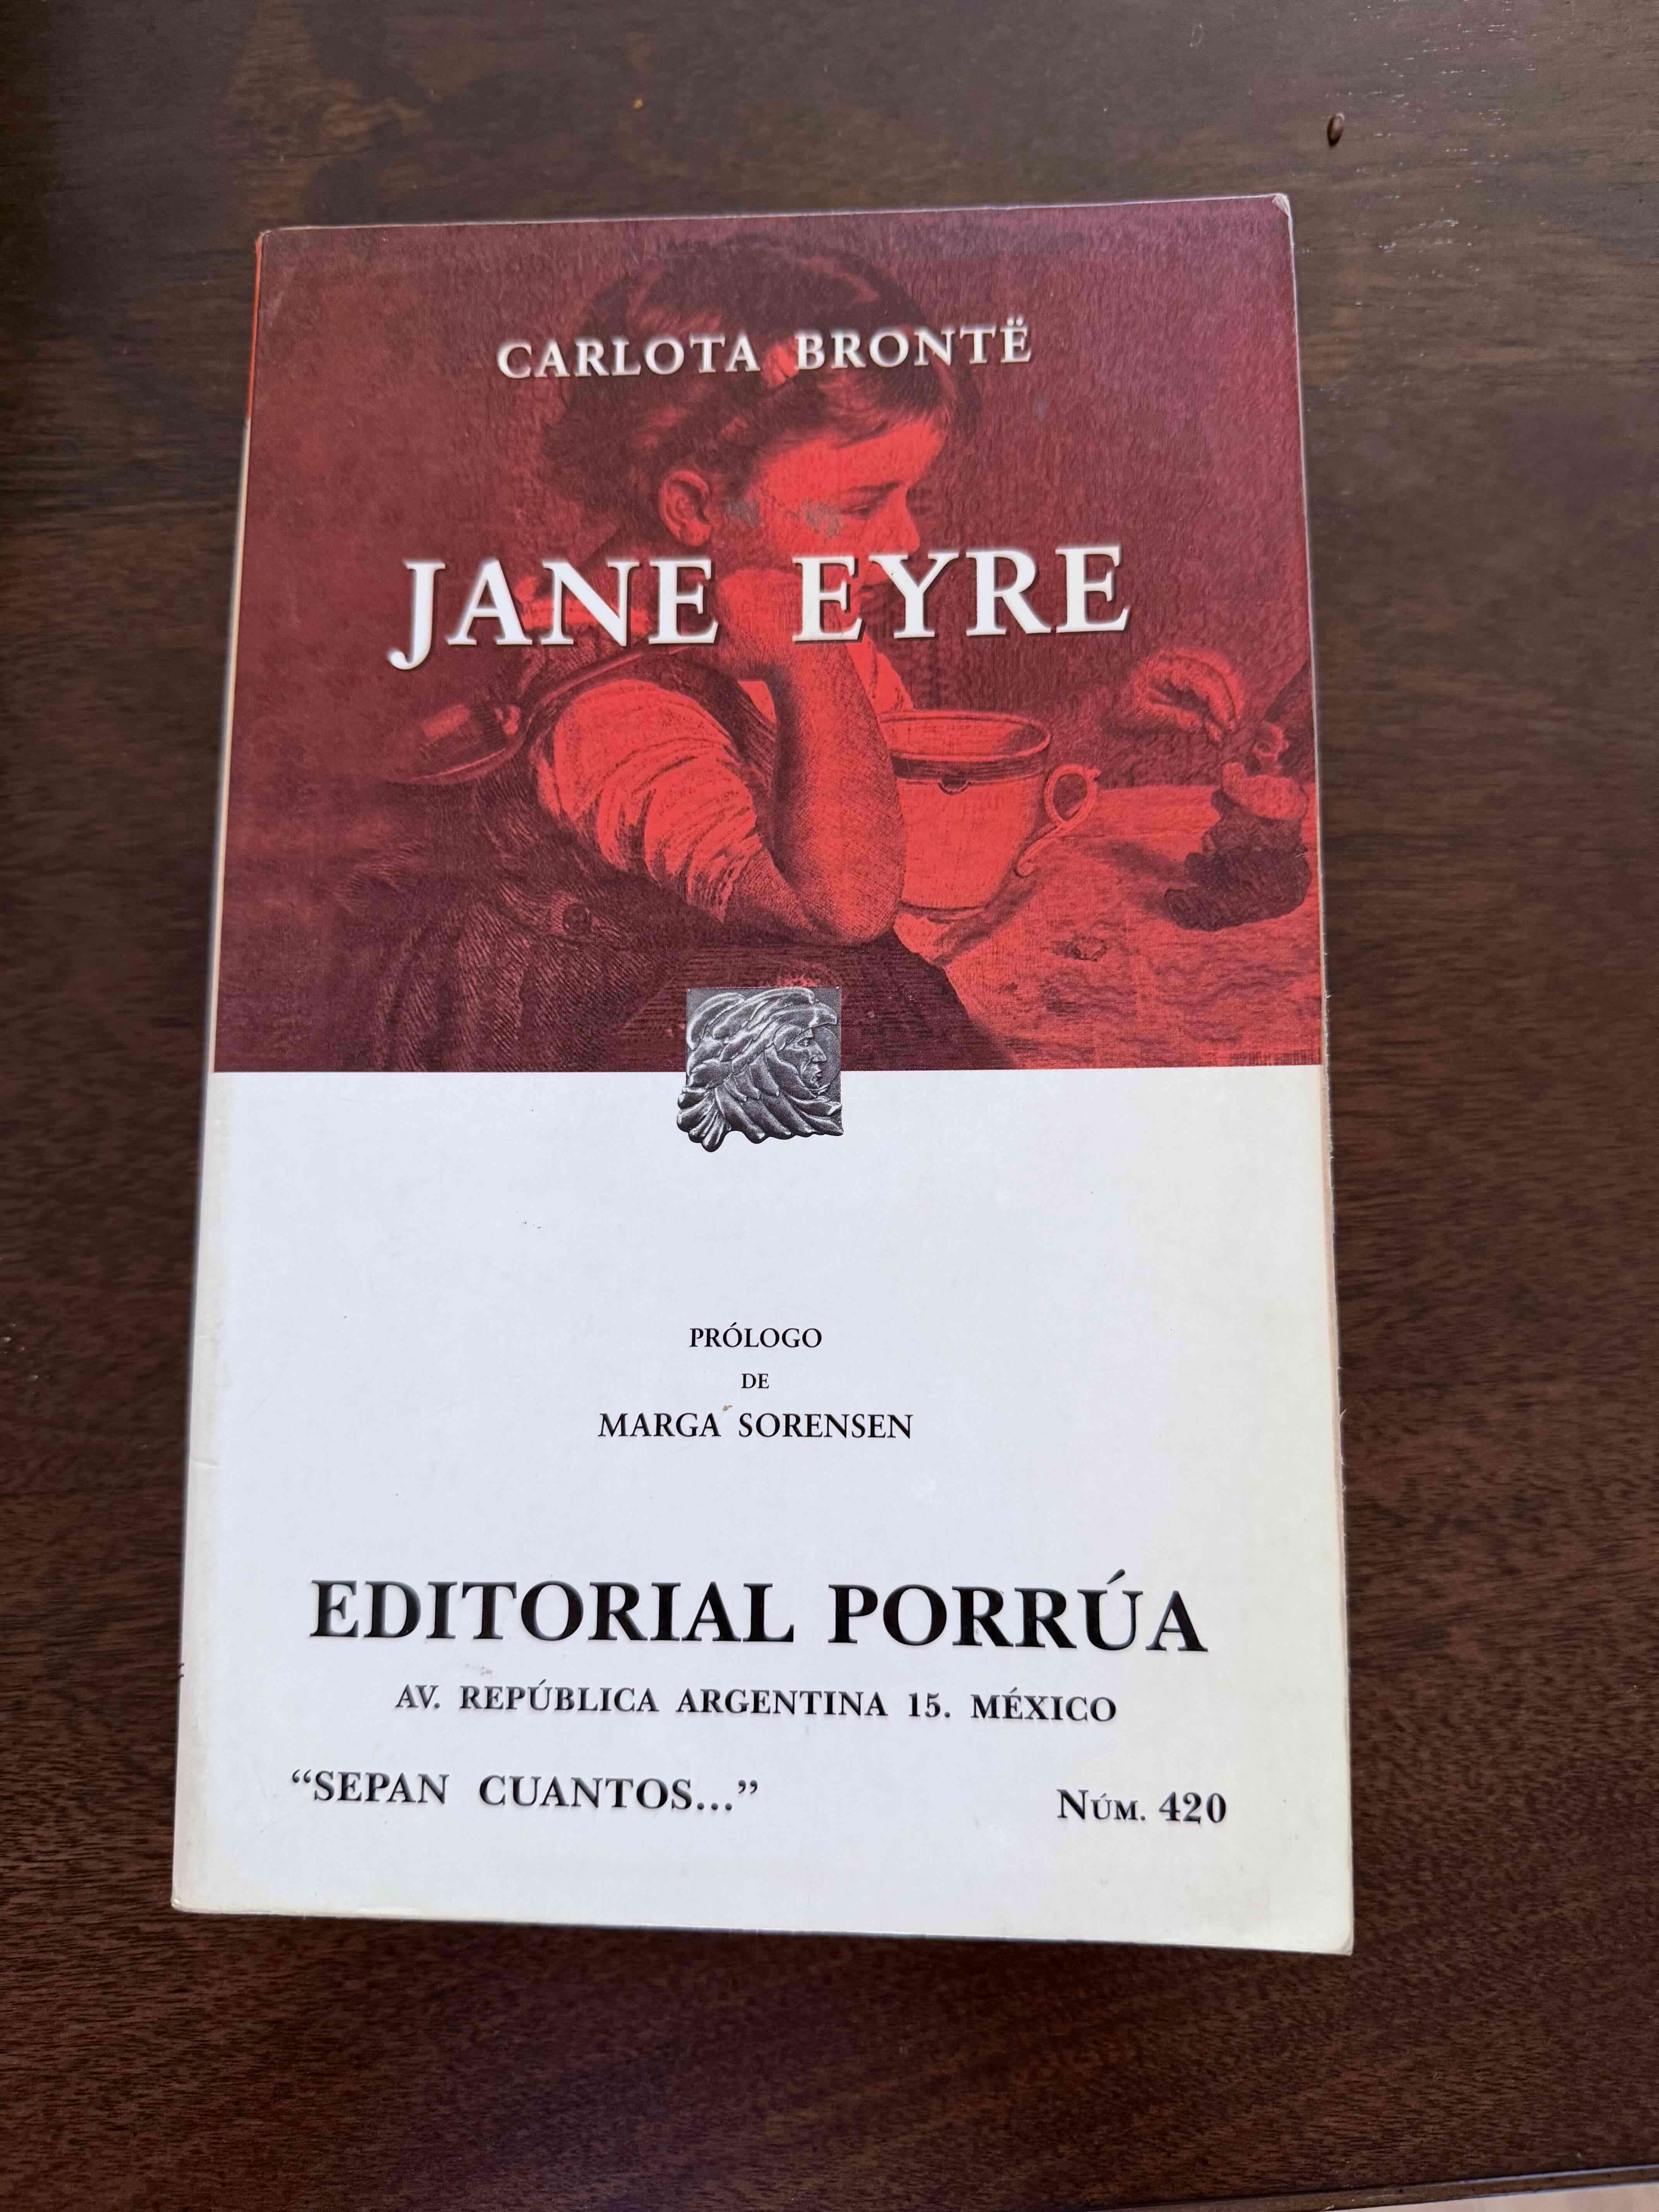 CARLOTA BRONTË
JANE EYRE
PRÓLOGO
DE
MARGA SORENSEN
EDITORIAL PORRÚA
AV. REPÚBLICA ARGENTINA 15. MÉXICO
“SEPAN CUANTOS...” NÚM. 420